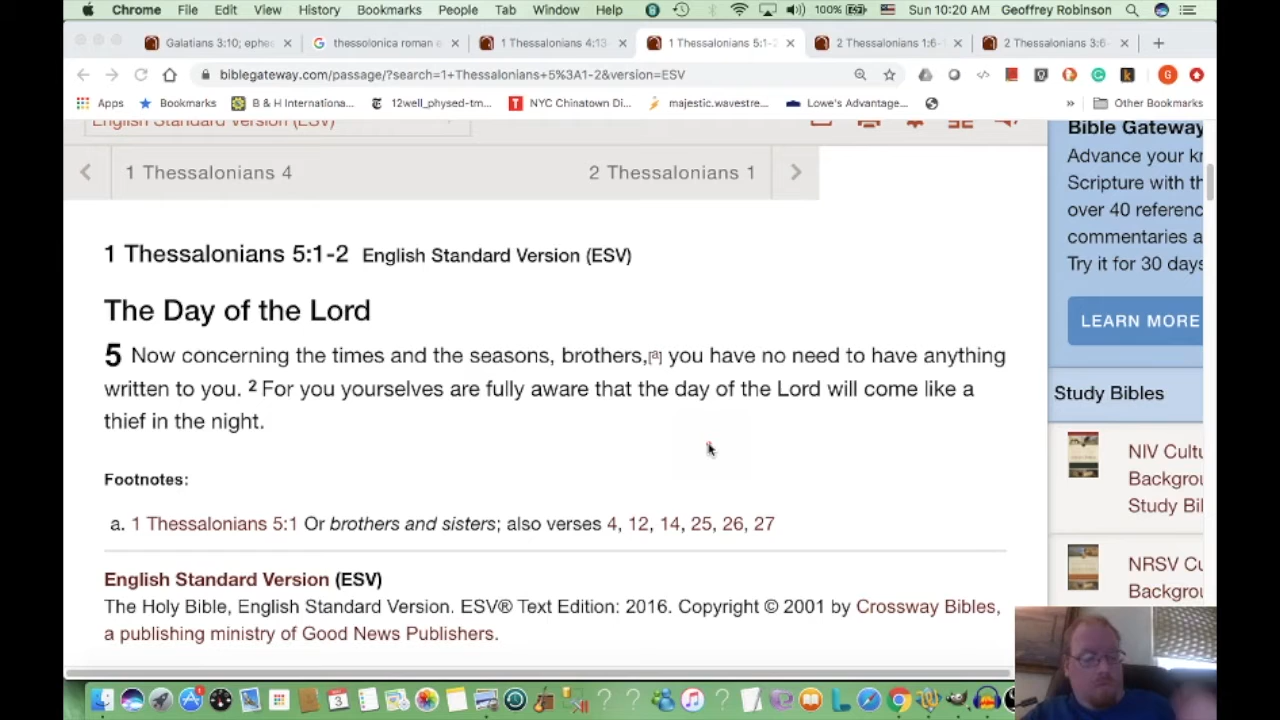 Chrome File Edit View History Bookmarks People Tab Window Help 100% Sun 10:20 AM Geoffrey Robinson
Galatians 3:10; ephe × thessolonica roman × 1 Thessalonians 4:13 × 1 Thessalonians 5:1-2 × 2 Thessalonians 1:6- × 2 Thessalonians 3:6- × +
biblegateway.com/passage/?search=1+Thessalonians+5%3A1-2&version=ESV
Apps Bookmarks B & H Internationa... 12well_physed-tm... NYC Chinatown Di... majestic.wavestre... Lowe's Advantage... » Other Bookmarks
English Standard Version (ESV)
1 Thessalonians 4 2 Thessalonians 1
1 Thessalonians 5:1-2 English Standard Version (ESV)
The Day of the Lord
5 Now concerning the times and the seasons, brothers,[a] you have no need to have anything
written to you. 2 For you yourselves are fully aware that the day of the Lord will come like a
thief in the night.
Footnotes:
a. 1 Thessalonians 5:1 Or brothers and sisters; also verses 4, 12, 14, 25, 26, 27
English Standard Version (ESV)
The Holy Bible, English Standard Version. ESV® Text Edition: 2016. Copyright © 2001 by Crossway Bibles,
a publishing ministry of Good News Publishers.
Bible Gateway
Advance your kn
Scripture with th
over 40 referenc
commentaries a
Try it for 30 days
LEARN MORE
Study Bibles
NIV Cultu
Backgrou
Study Bil
NRSV Cu
Backgrou